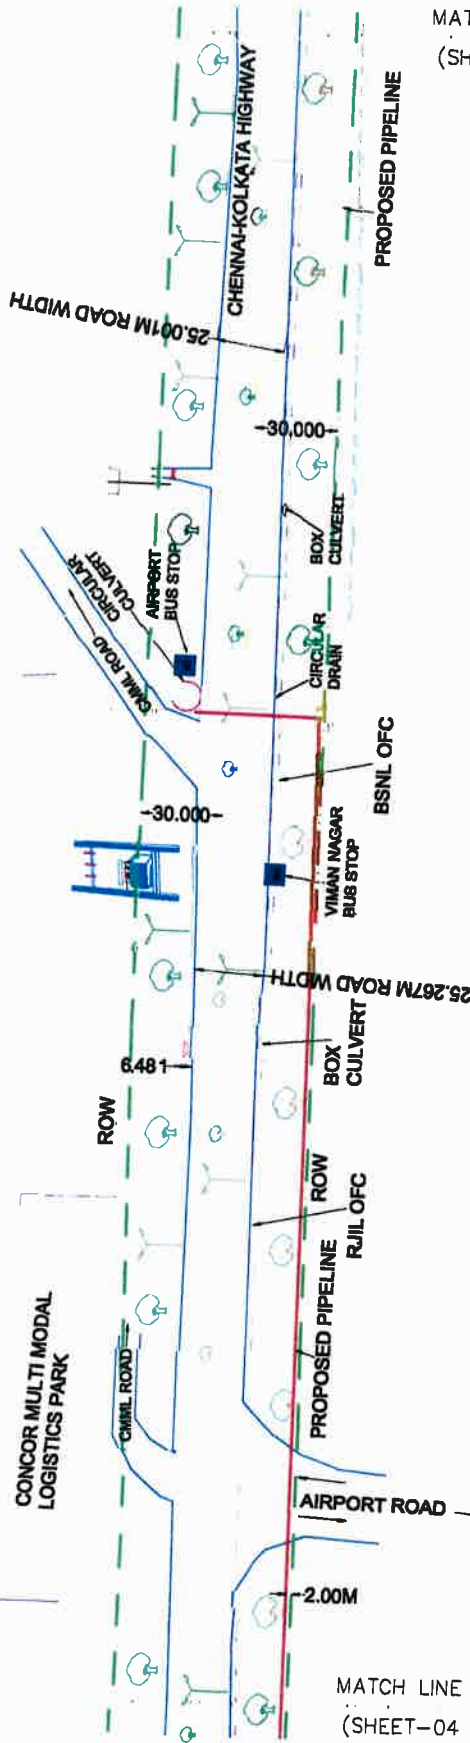 MAT
(SH
CHENNAI-KOLKATA HIGHWAY
PROPOSED PIPELINE
25.001M ROAD WIDTH
30,000
BOX
CULVERT
CIRCULAR
CULVERT
CMML ROAD
AIRPORT
BUS STOP
CIRCULAR
DRAIN
BSNL OFC
30.000
VIMAN NAGAR
BUS STOP
25.267M ROAD WIDTH
BOX
CULVERT
6.481
ROW
ROW
RJIL OFC
PROPOSED PIPELINE
CONCOR MULTI MODAL
LOGISTICS PARK
CMML ROAD
AIRPORT ROAD
2.00M
MATCH LINE
(SHEET-04